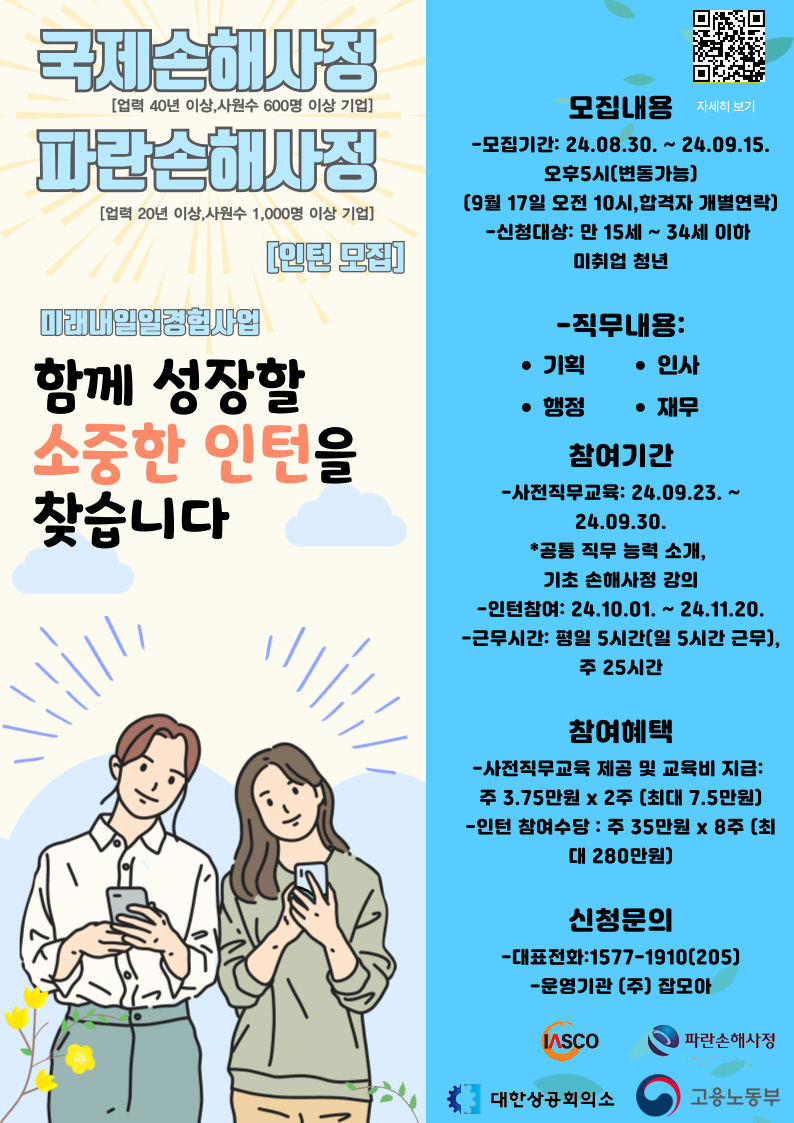 국제손해사정
[업력 40년 이상,사원수 600명 이상 기업]
파란손해사정
[업력 20년 이상,사원수 1,000명 이상 기업]
[인턴 모집]
미래내일일경험사업
함께 성장할
소중한 인턴을
찾습니다
자세히 보기
모집내용
-모집기간: 24.08.30. ~ 24.09.15.
오후5시(변동가능)
(9월 17일 오전 10시,합격자 개별연락)
-신청대상: 만 15세 ~ 34세 이하
미취업 청년
-직무내용:
• 기획 • 인사
• 행정 • 재무
참여기간
-사전직무교육: 24.09.23. ~
24.09.30.
*공통 직무 능력 소개,
기초 손해사정 강의
-인턴참여: 24.10.01. ~ 24.11.20.
-근무시간: 평일 5시간(일 5시간 근무),
주 25시간
참여혜택
-사전직무교육 제공 및 교육비 지급:
주 3.75만원 x 2주 (최대 7.5만원)
-인턴 참여수당 : 주 35만원 x 8주 (최
대 280만원)
신청문의
-대표전화:1577-1910(205)
-운영기관 (주) 잡모아
IASCO 파란손해사정
대한상공회의소 고용노동부